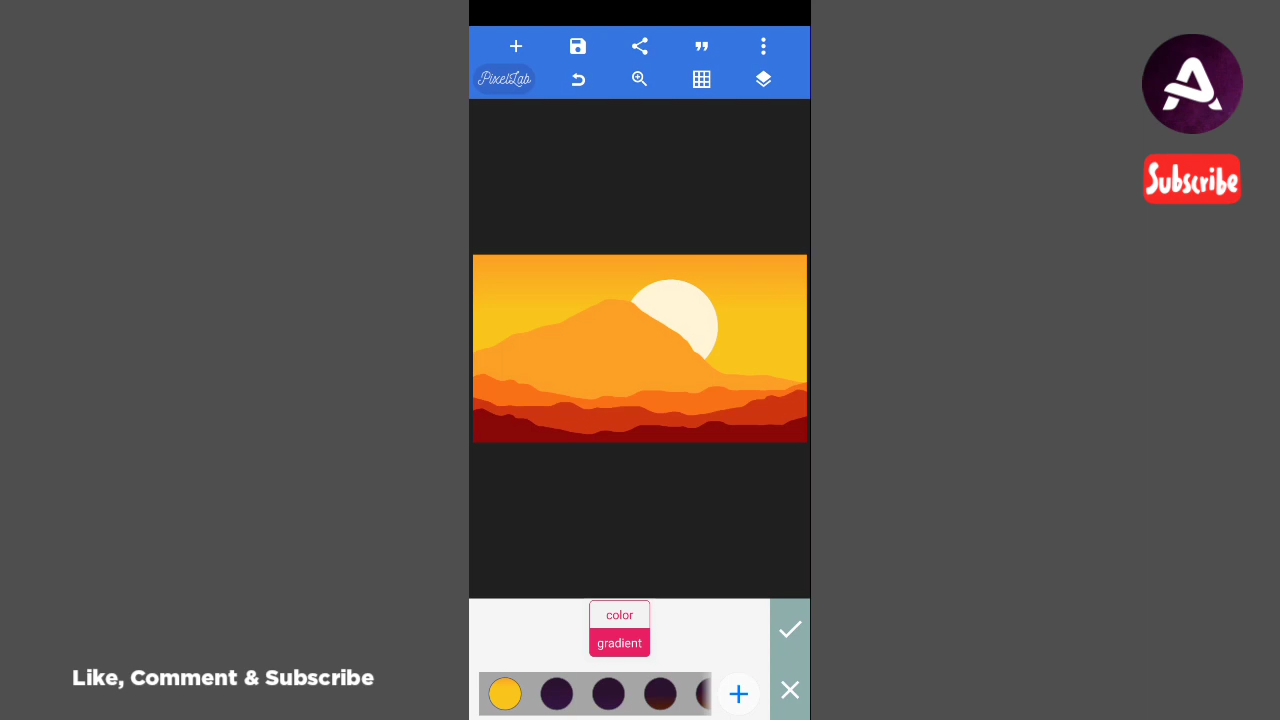 PixelLab
Subscribe
color
gradient
Like, Comment & Subscribe